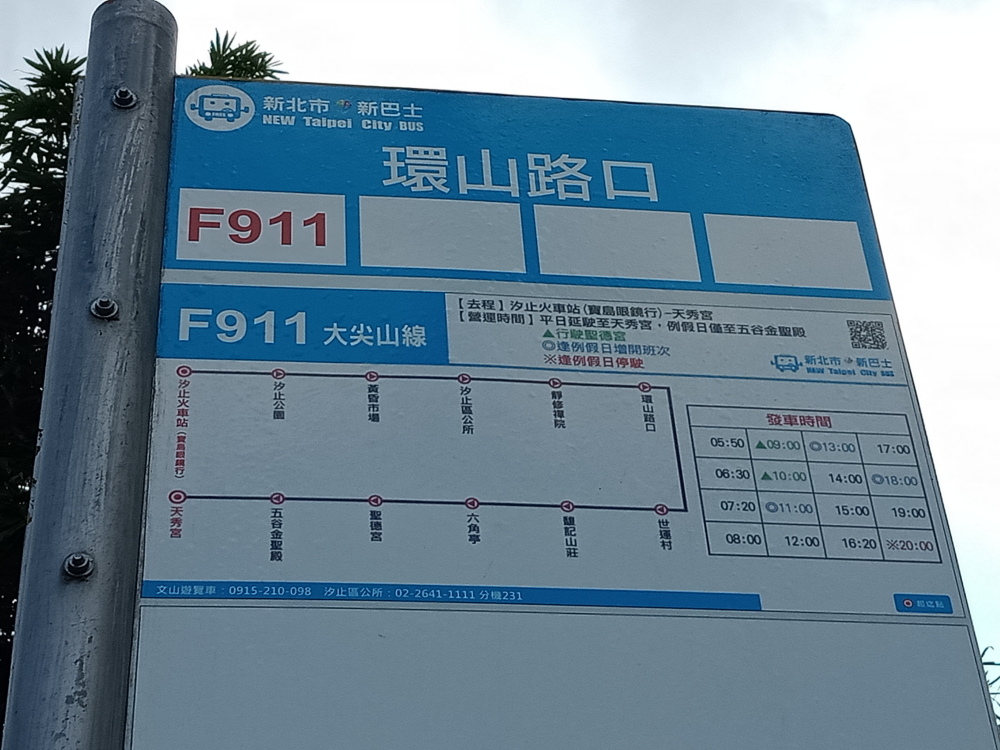 新北市 新巴士
NEW Taipei City BUS
環山路口
F911
F911 大尖山線
【去程】汐止火車站(寶島眼鏡行)-天秀宮
【營運時間】平日延駛至天秀宮，例假日僅至五谷金聖殿
▲行駛聖德宮
◎逢例假日增開班次
※逢例假日停駛
新北市 新巴士
NEW Taipei City BUS
汐止火車站(寶島眼鏡行)
汐止公園
黃昏市場
汐止區公所
靜修禪院
環山路口
天秀宮
五谷金聖殿
聖德宮
六角亭
驥記山莊
世運村
發車時間
05:50 ▲09:00 ◎13:00 17:00
06:30 ▲10:00 14:00 ◎18:00
07:20 ◎11:00 15:00 19:00
08:00 12:00 16:20 ※20:00
文山遊覽車：0915-210-098 汐止區公所：02-2641-1111 分機231
起迄點